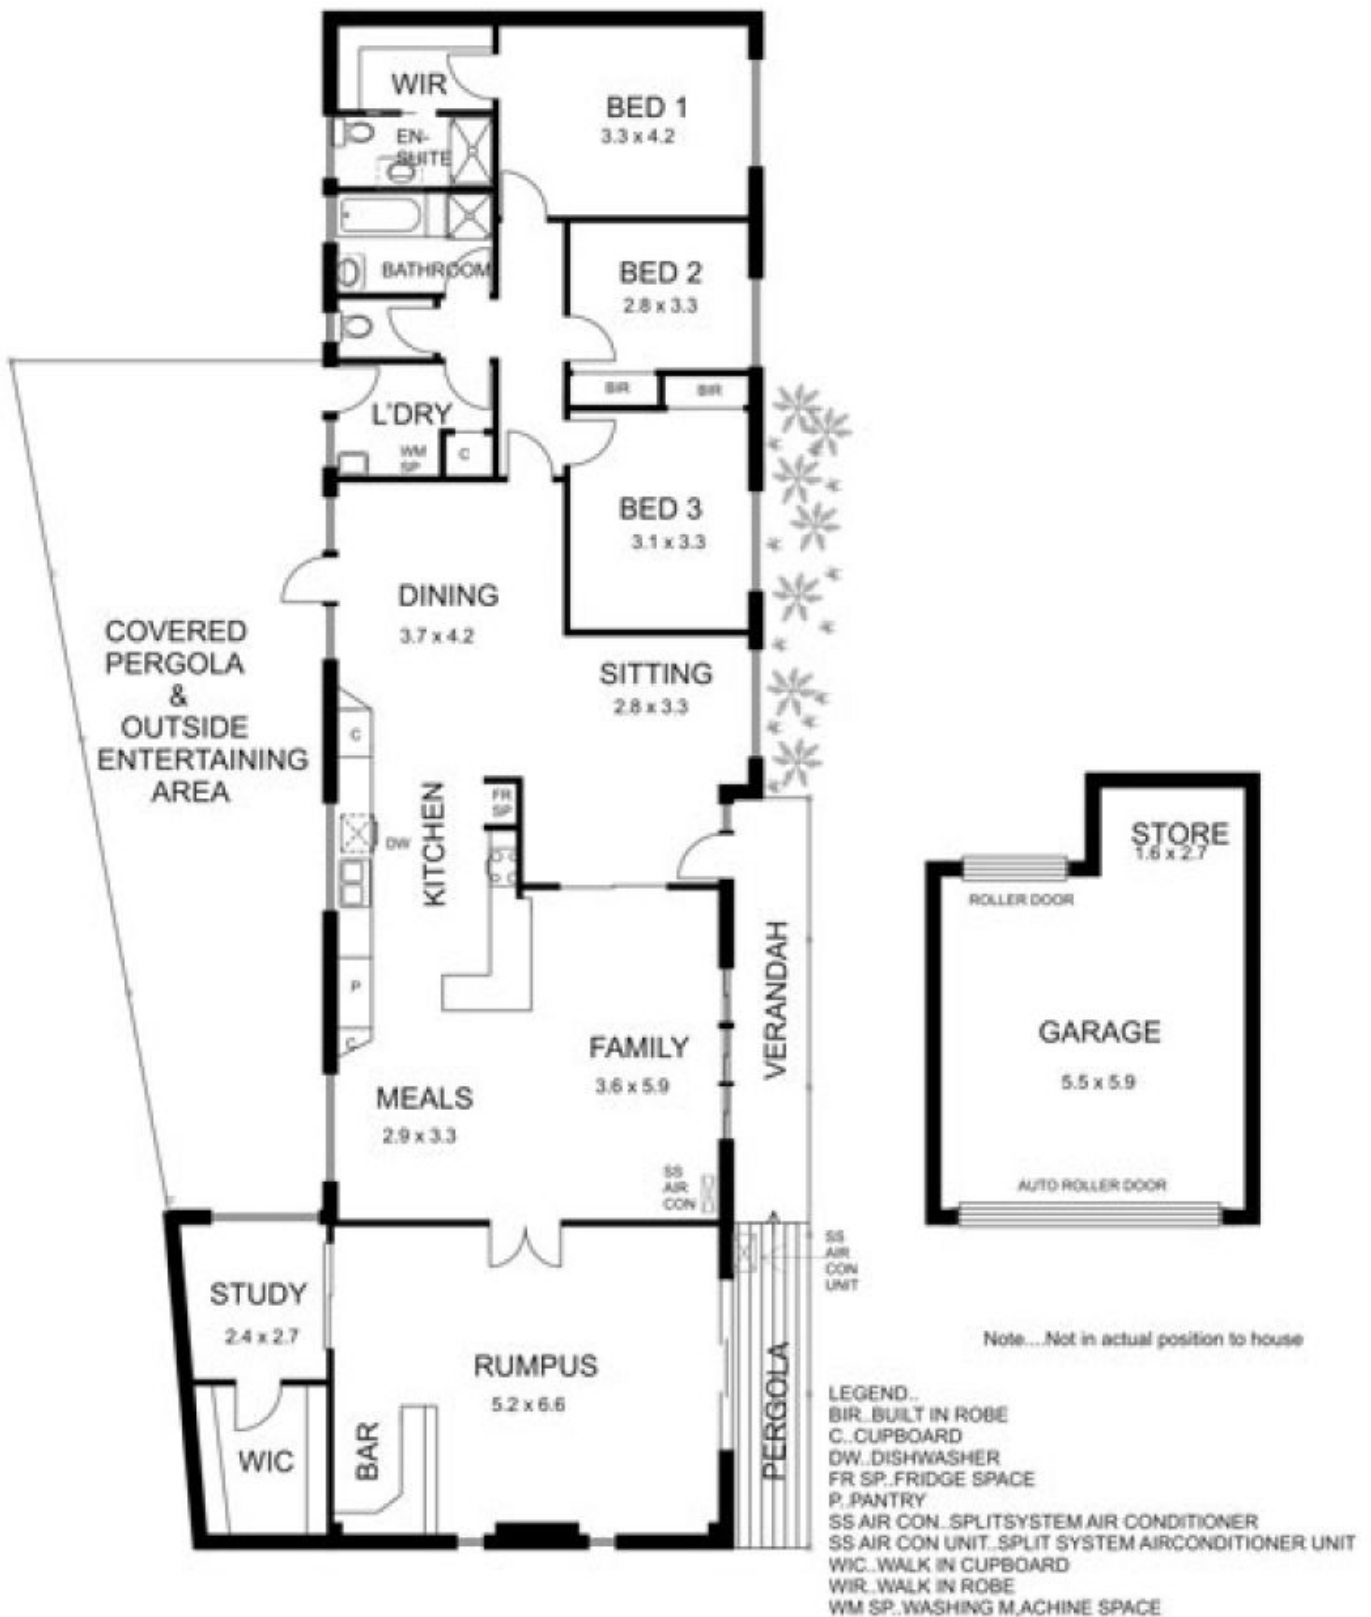 WIR
BED 1
3.3 x 4.2
EN-
SUITE
BATHROOM
BED 2
2.8 x 3.3
BIR
BIR
L'DRY
WM
SP
C
BED 3
3.1 x 3.3
DINING
3.7 x 4.2
COVERED
PERGOLA
&
OUTSIDE
ENTERTAINING
AREA
SITTING
2.8 x 3.3
C
FR
SP
DW
KITCHEN
P
C
VERANDAH
FAMILY
3.6 x 5.9
MEALS
2.9 x 3.3
SS
AIR
CON
SS
AIR
CON
UNIT
STUDY
2.4 x 2.7
RUMPUS
5.2 x 6.6
WIC
BAR
PERGOLA
STORE
1.6 x 2.7
ROLLER DOOR
GARAGE
5.5 x 5.9
AUTO ROLLER DOOR
Note....Not in actual position to house
LEGEND..
BIR..BUILT IN ROBE
C..CUPBOARD
DW..DISHWASHER
FR SP..FRIDGE SPACE
P..PANTRY
SS AIR CON..SPLITSYSTEM AIR CONDITIONER
SS AIR CON UNIT..SPLIT SYSTEM AIRCONDITIONER UNIT
WIC..WALK IN CUPBOARD
WIR..WALK IN ROBE
WM SP..WASHING M,ACHINE SPACE